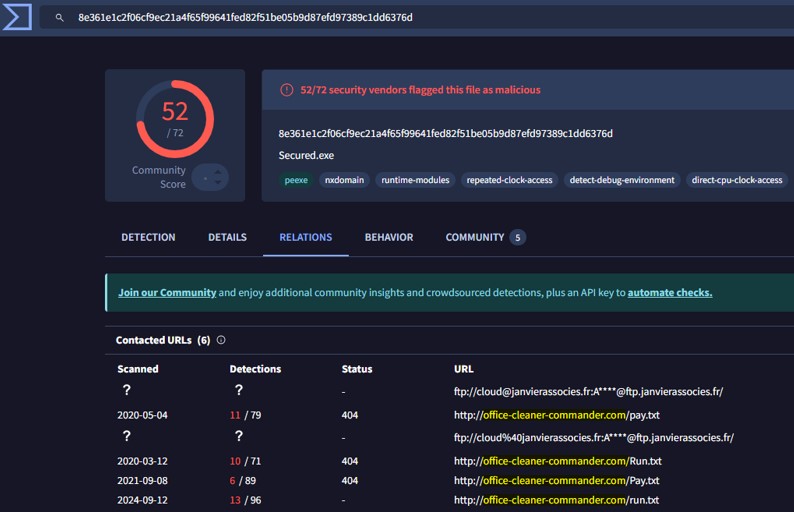 8e361e1c2f06cf9ec21a4f65f99641fed82f51be05b9d87efd97389c1dd6376d
52
/ 72
Community Score
52/72 security vendors flagged this file as malicious
8e361e1c2f06cf9ec21a4f65f99641fed82f51be05b9d87efd97389c1dd6376d
Secured.exe
peexe nxdomain runtime-modules repeated-clock-access detect-debug-environment direct-cpu-clock-access
DETECTION DETAILS RELATIONS BEHAVIOR COMMUNITY 5
Join our Community and enjoy additional community insights and crowdsourced detections, plus an API key to automate checks.
Contacted URLs (6)
Scanned Detections Status URL
? ? - ftp://cloud@janvierassocies.fr:A****@ftp.janvierassocies.fr/
2020-05-04 11 / 79 404 http://office-cleaner-commander.com/pay.txt
? ? - ftp://cloud%40janvierassocies.fr:A****@ftp.janvierassocies.fr/
2020-03-12 10 / 71 404 http://office-cleaner-commander.com/Run.txt
2021-09-08 6 / 89 404 http://office-cleaner-commander.com/Pay.txt
2024-09-12 13 / 96 - http://office-cleaner-commander.com/run.txt